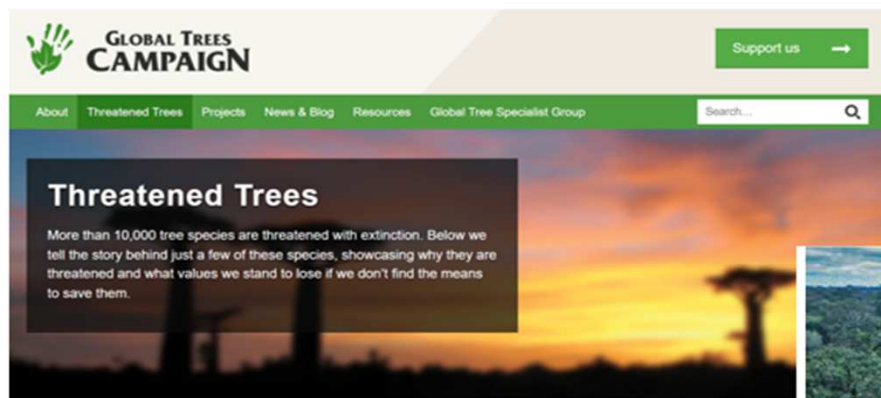 GLOBAL TREES
CAMPAIGN
Support us
About Threatened Trees Projects News & Blog Resources Global Tree Specialist Group Search...
Threatened Trees
More than 10,000 tree species are threatened with extinction. Below we
tell the story behind just a few of these species, showcasing why they are
threatened and what values we stand to lose if we don't find the means
to save them.